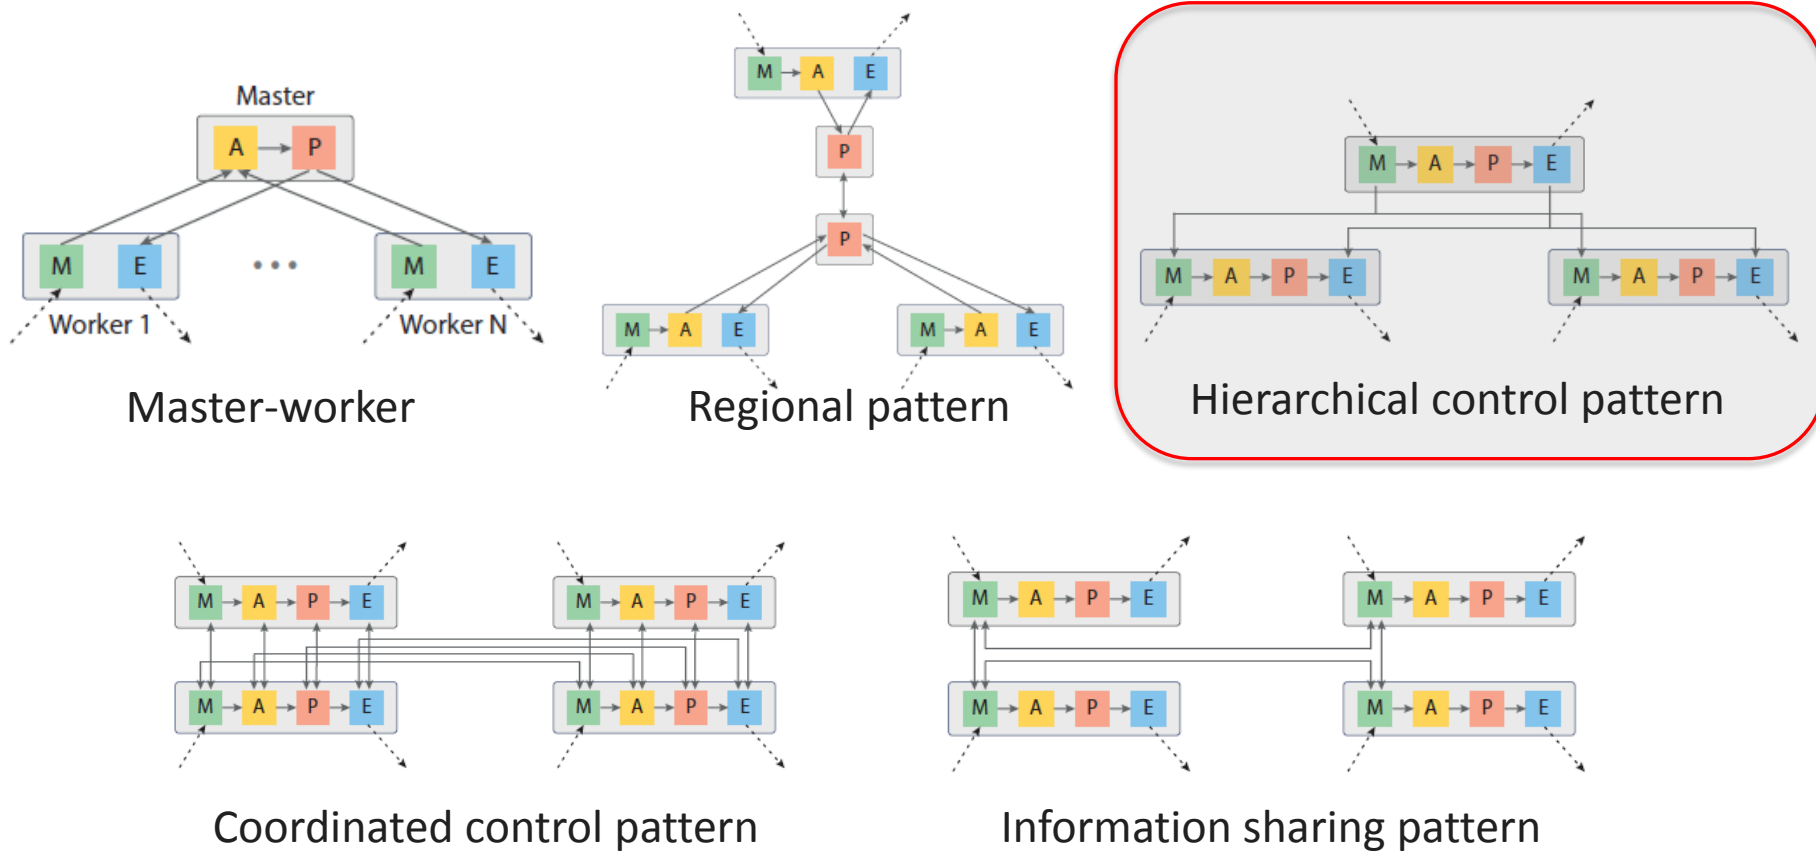 Master
A P
M E ••• M E
Worker 1 Worker N
Master-worker
M A E
P
P
M A E M A E
Regional pattern
M A P E
M A P E M A P E
Hierarchical control pattern
M A P E M A P E
M A P E M A P E
Coordinated control pattern
M A P E M A P E
M A P E M A P E
Information sharing pattern